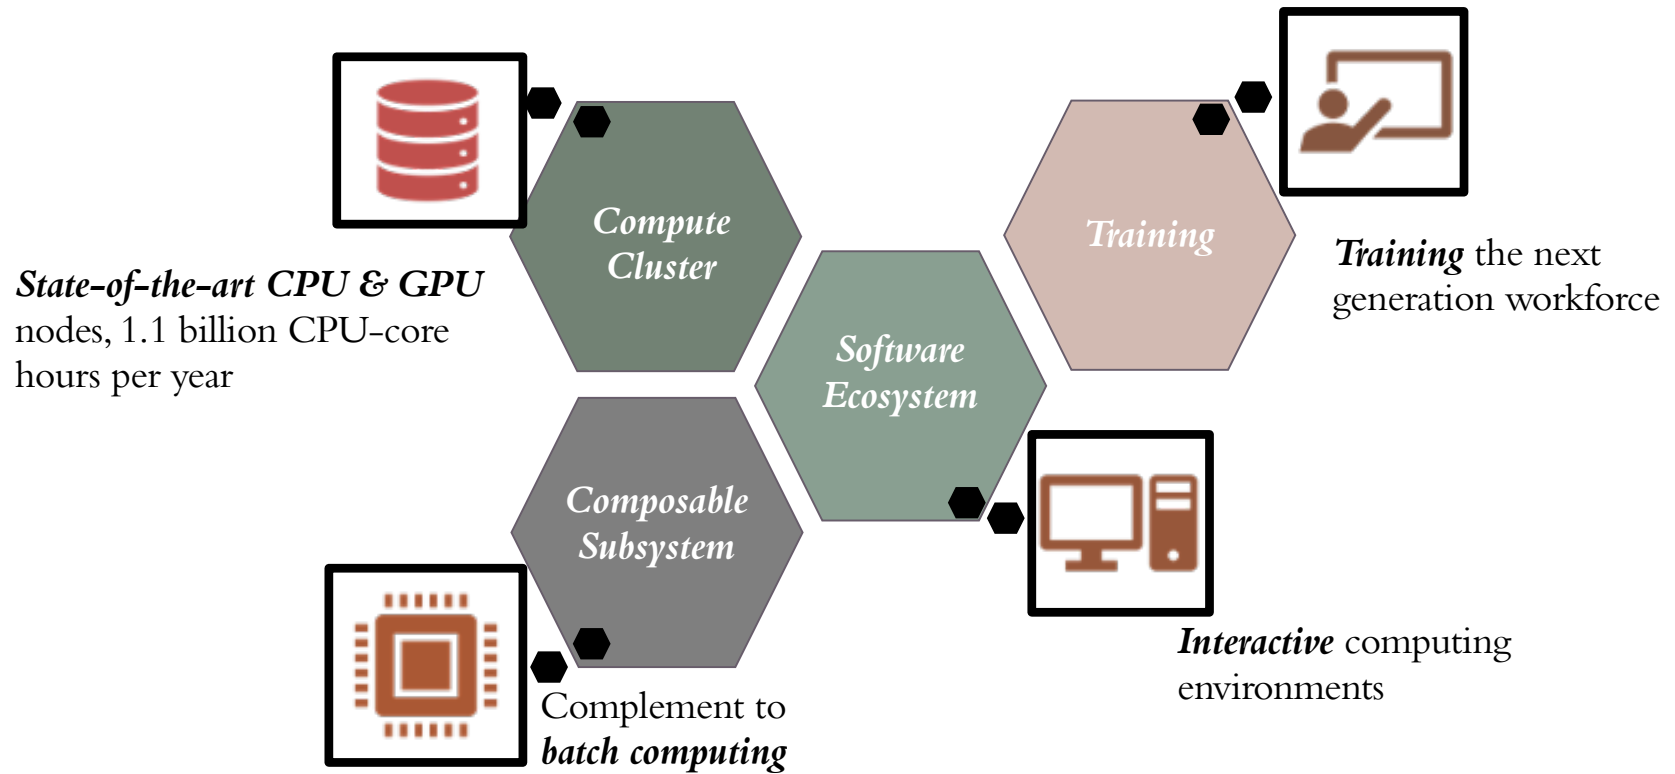 Compute
Cluster
State-of-the-art CPU & GPU
nodes, 1.1 billion CPU-core
hours per year
Training
Training the next
generation workforce
Software
Ecosystem
Interactive computing
environments
Composable
Subsystem
Complement to
batch computing